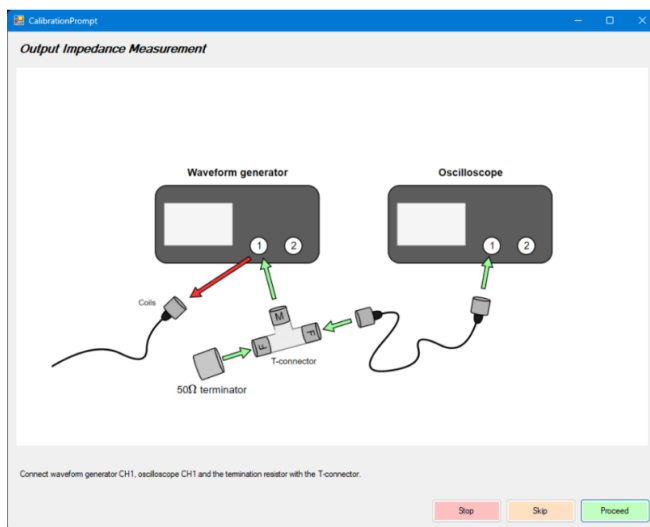 CalibrationPrompt
Output Impedance Measurement
Waveform generator
Oscilloscope
1
2
1
2
Coils
M
F
F
T-connector
50Ω terminator
Connect waveform generator CH1, oscilloscope CH1 and the termination resistor with the T-connector.
Stop
Skip
Proceed